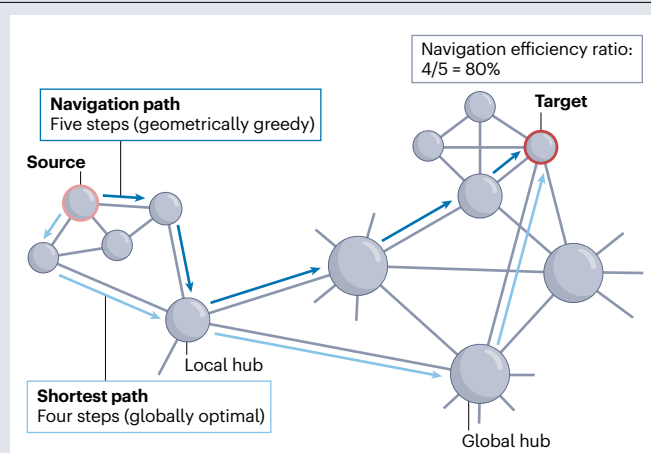 Navigation efficiency ratio:
4/5 = 80%
Navigation path
Five steps (geometrically greedy)
Target
Source
Local hub
Shortest path
Four steps (globally optimal)
Global hub